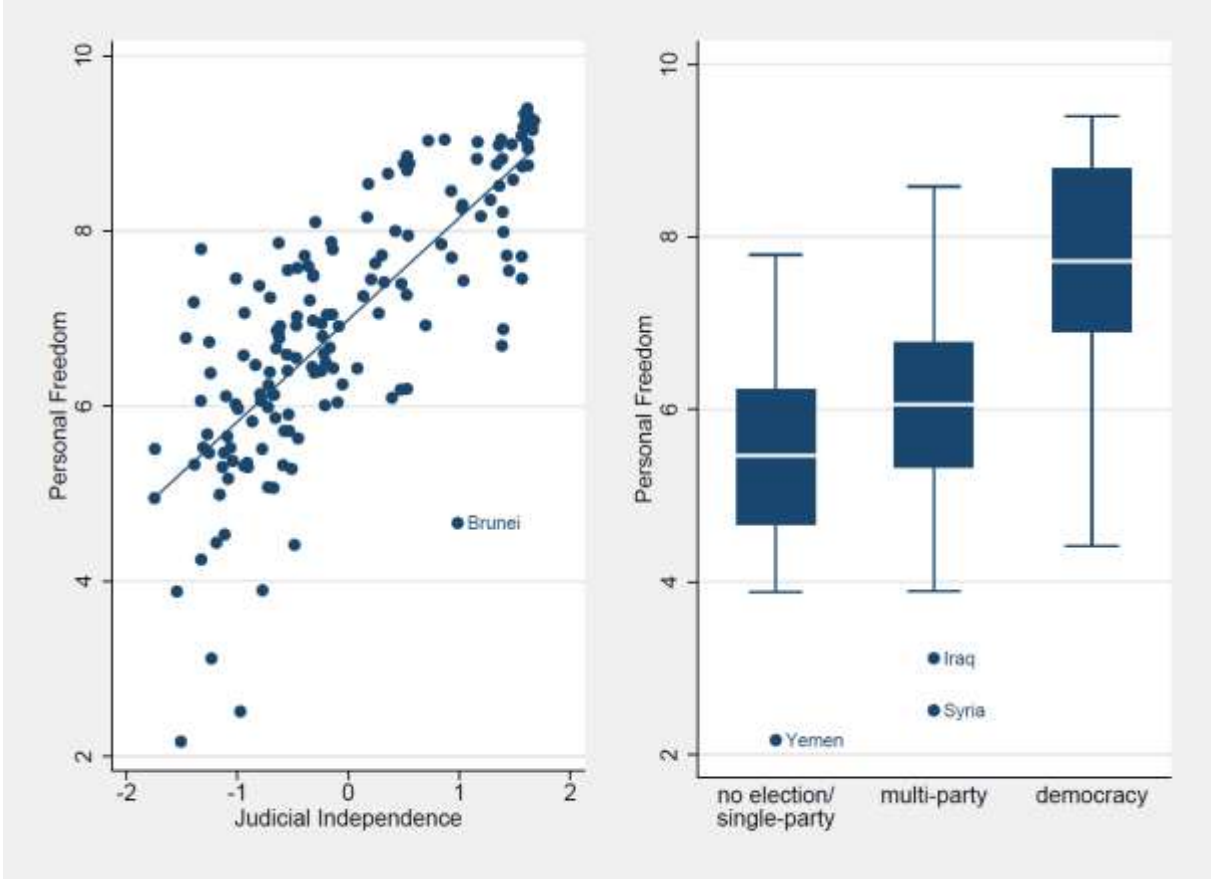 10
8
6
4
2
Personal Freedom
Brunei
-2 -1 0 1 2
Judicial Independence
10
8
6
4
2
Personal Freedom
Iraq
Syria
Yemen
no election/ multi-party democracy
single-party